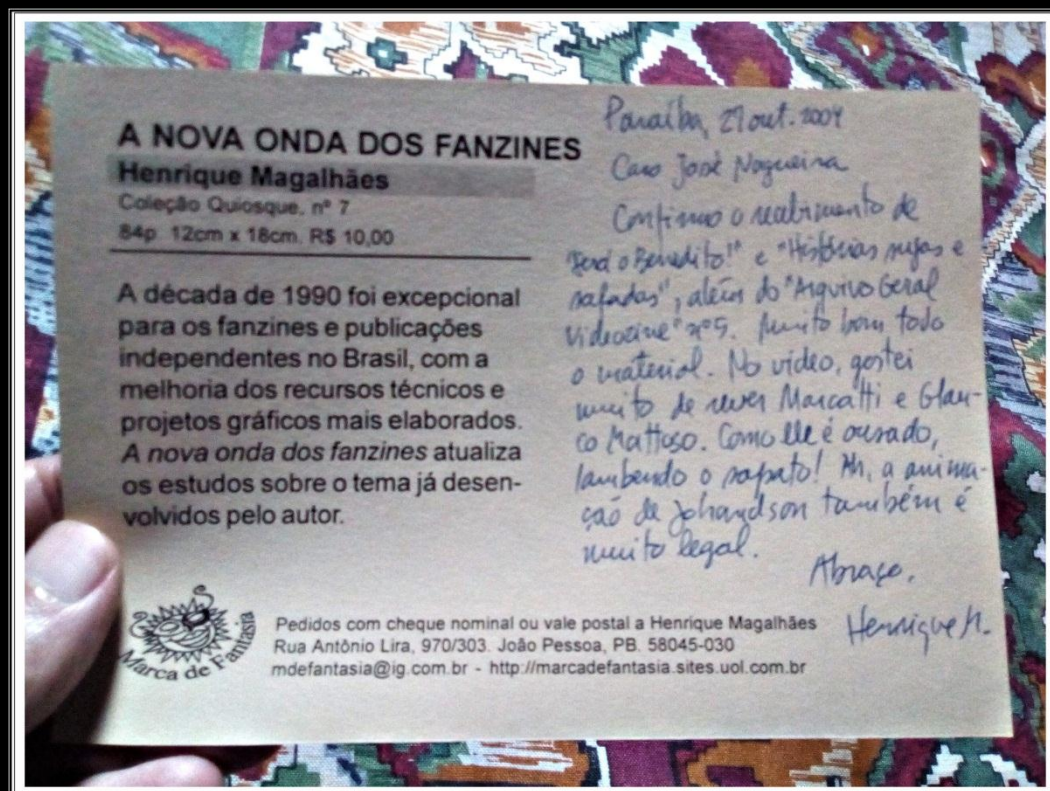 A NOVA ONDA DOS FANZINES
Henrique Magalhães
Coleção Quiosque, nº 7
84p. 12cm x 18cm. R$ 10,00
A década de 1990 foi excepcional
para os fanzines e publicações
independentes no Brasil, com a
melhoria dos recursos técnicos e
projetos gráficos mais elaborados.
A nova onda dos fanzines atualiza
os estudos sobre o tema já desen-
volvidos pelo autor.
Paraíba, out. 2004
Caro José Nogueira
Confirmo o recebimento de
"Será o Benedito!" e "Histórias sujas e
safadas", além do "Arquivo Geral
Videozine" nº 5. Muito bom todo
o material. No vídeo, gostei
muito de rever Marcatti e Glau-
co Mattoso. Como ele é ousado,
lambendo o sapato! Ah, a anima-
ção de Johandson também é
muito legal.
Abraço,
Henrique M.
Marca de Fantasia
Pedidos com cheque nominal ou vale postal a Henrique Magalhães
Rua Antônio Lira, 970/303. João Pessoa, PB. 58045-030
mdefantasia@ig.com.br - http://marcadefantasia.sites.uol.com.br